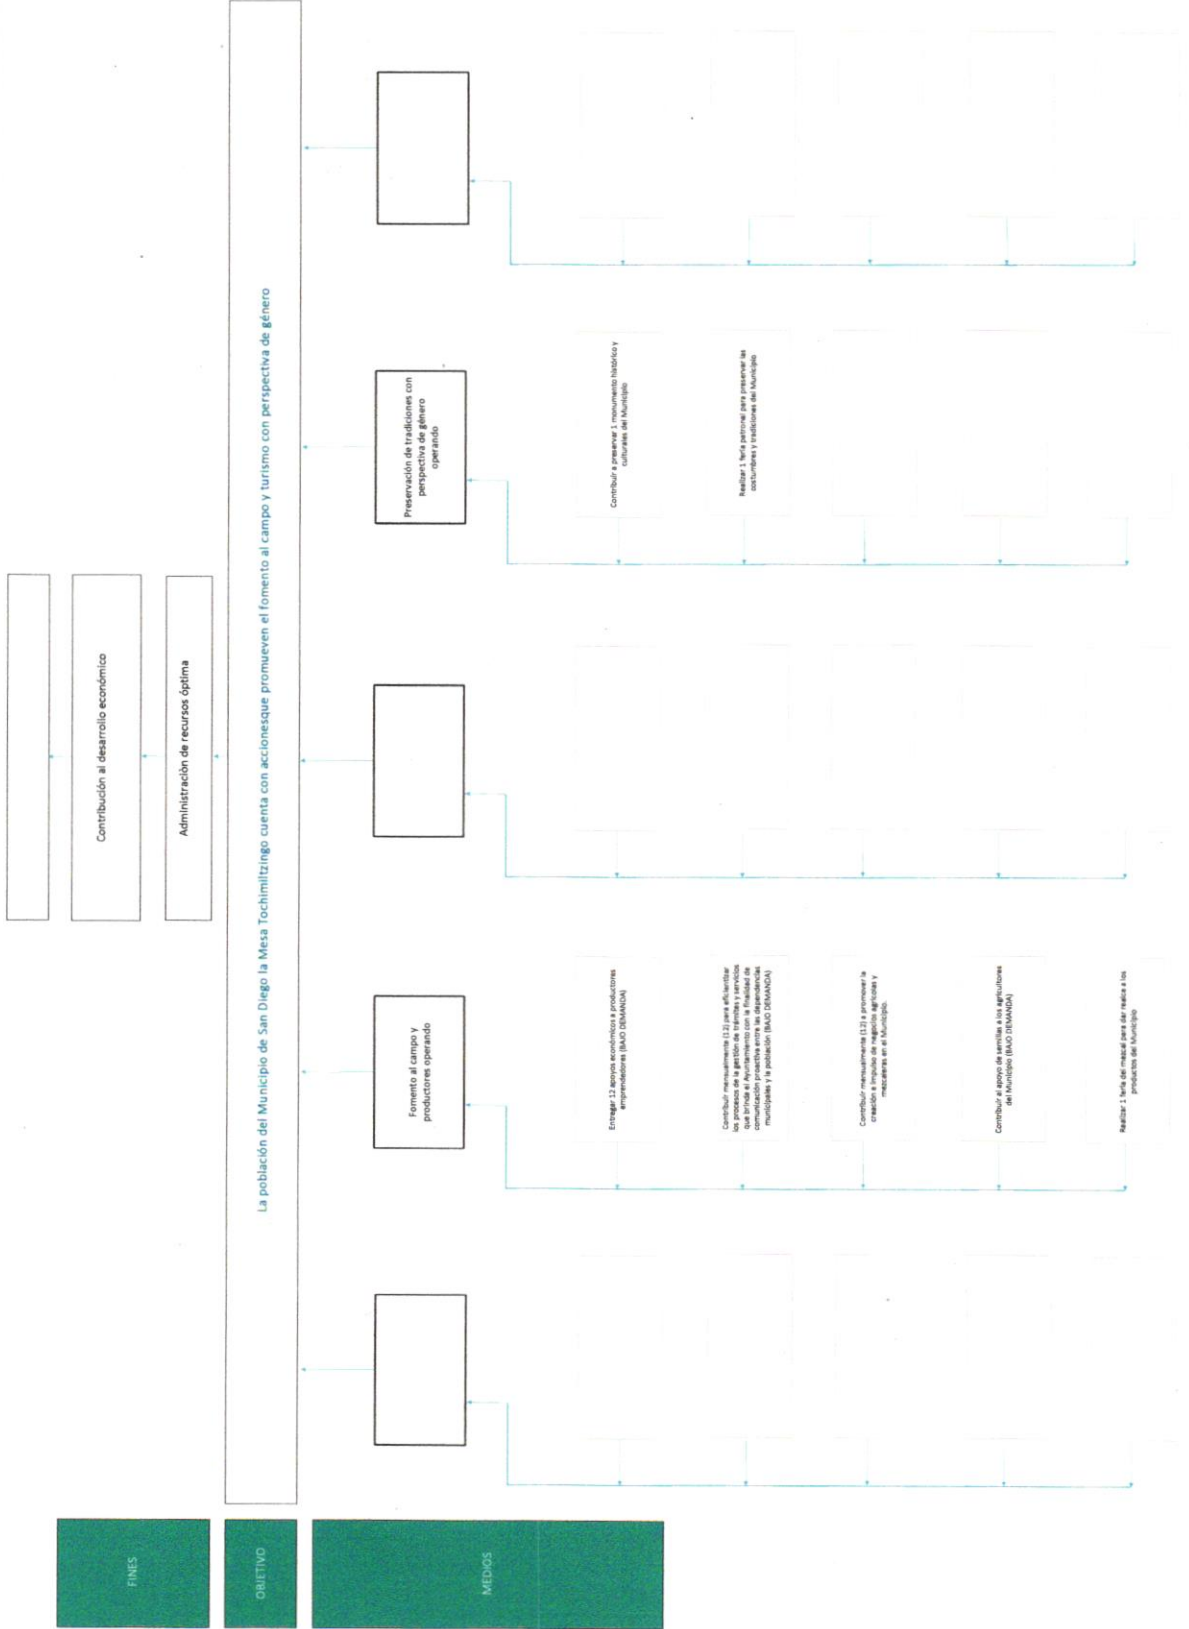 FINES
Contribución al desarrollo económico
Administraciòn de recursos óptima
OBJETIVO
La población del Municipio de San Diego la Mesa Tochimiltzingo cuenta con accionesque promueven el fomento al campo y turismo con perspectiva de género
MEDIOS
Fomento al campo y
productores operando
Entregar 12 apoyos económicos a productores
emprendedores (BAJO DEMANDA)
Contribuir mensualmente (12) para eficientizar
los procesos de la gestión de trámites y servicios
que brinda el Ayuntamiento con la finalidad de
comunicación proactiva entre las dependencias
municipales y la población (BAJO DEMANDA)
Contribuir mensualmente (12) a promover la
creación e impulso de negocios agrícolas y
mezcaleras en el Municipio.
Contribuir al apoyo de semillas a los agricultores
del Municipio (BAJO DEMANDA)
Realizar 1 feria del mezcal para dar realce a los
productos del Municipio
Preservación de tradiciones con
perspectiva de género
operando
Contribuir a preservar 1 monumento histórico y
culturales del Municipio
Realizar 1 feria patronal para preservar las
costumbres y tradiciones del Municipio